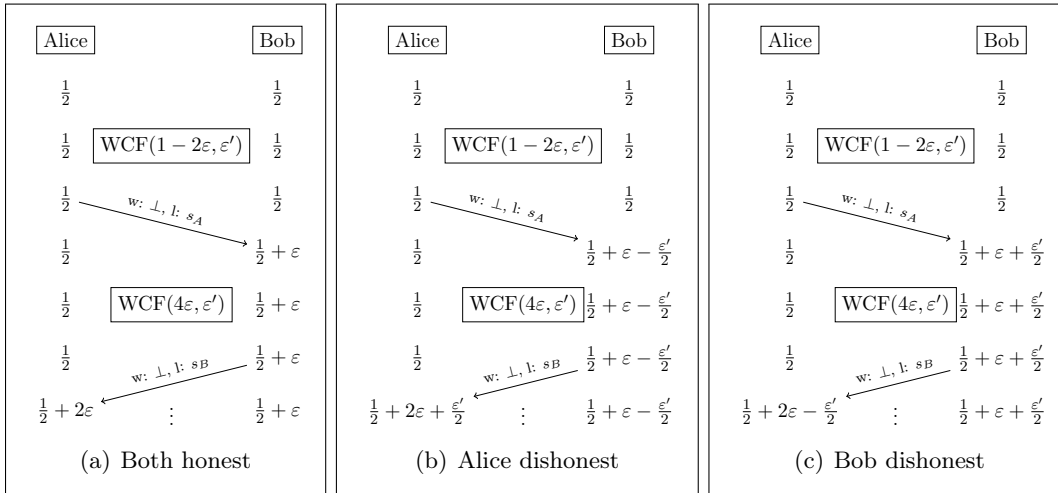 Alice Bob
1/2 1/2
1/2 WCF(1 − 2ε, ε′) 1/2
1/2 1/2
w: ⊥, l: s_A
1/2 1/2 + ε
1/2 WCF(4ε, ε′) 1/2 + ε
1/2 1/2 + ε
w: ⊥, l: s_B
1/2 + 2ε ⋮ 1/2 + ε
(a) Both honest
Alice Bob
1/2 1/2
1/2 WCF(1 − 2ε, ε′) 1/2
1/2 1/2
w: ⊥, l: s_A
1/2 1/2 + ε − ε′/2
1/2 WCF(4ε, ε′) 1/2 + ε − ε′/2
1/2 1/2 + ε − ε′/2
w: ⊥, l: s_B
1/2 + 2ε + ε′/2 ⋮ 1/2 + ε − ε′/2
(b) Alice dishonest
Alice Bob
1/2 1/2
1/2 WCF(1 − 2ε, ε′) 1/2
1/2 1/2
w: ⊥, l: s_A
1/2 1/2 + ε + ε′/2
1/2 WCF(4ε, ε′) 1/2 + ε + ε′/2
1/2 1/2 + ε + ε′/2
w: ⊥, l: s_B
1/2 + 2ε − ε′/2 ⋮ 1/2 + ε + ε′/2
(c) Bob dishonest